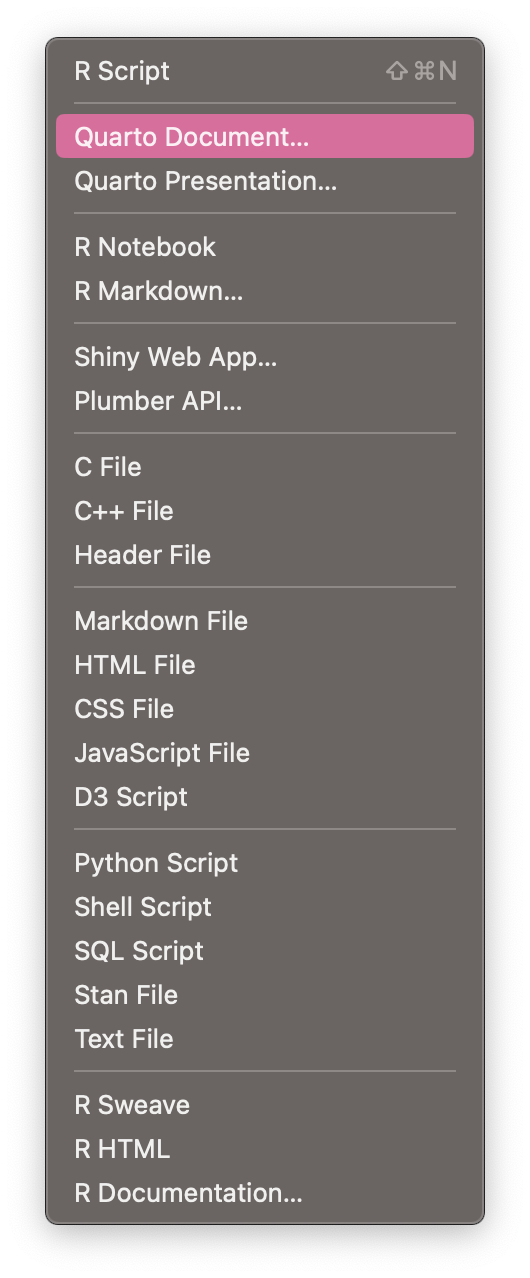 R Script ⇧⌘N
Quarto Document...
Quarto Presentation...
R Notebook
R Markdown...
Shiny Web App...
Plumber API...
C File
C++ File
Header File
Markdown File
HTML File
CSS File
JavaScript File
D3 Script
Python Script
Shell Script
SQL Script
Stan File
Text File
R Sweave
R HTML
R Documentation...